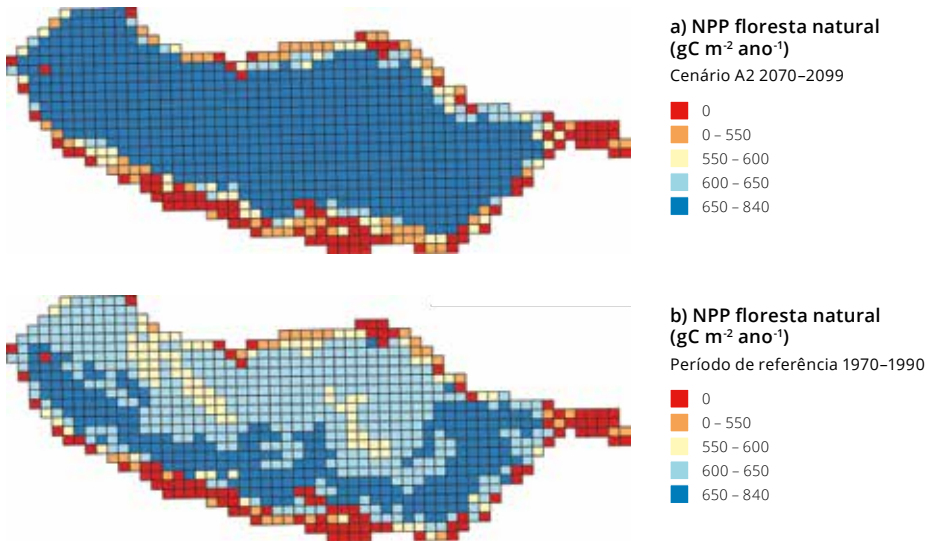 a) NPP floresta natural
(gC m⁻² ano⁻¹)
Cenário A2 2070–2099
0
0 – 550
550 – 600
600 – 650
650 – 840
b) NPP floresta natural
(gC m⁻² ano⁻¹)
Período de referência 1970–1990
0
0 – 550
550 – 600
600 – 650
650 – 840